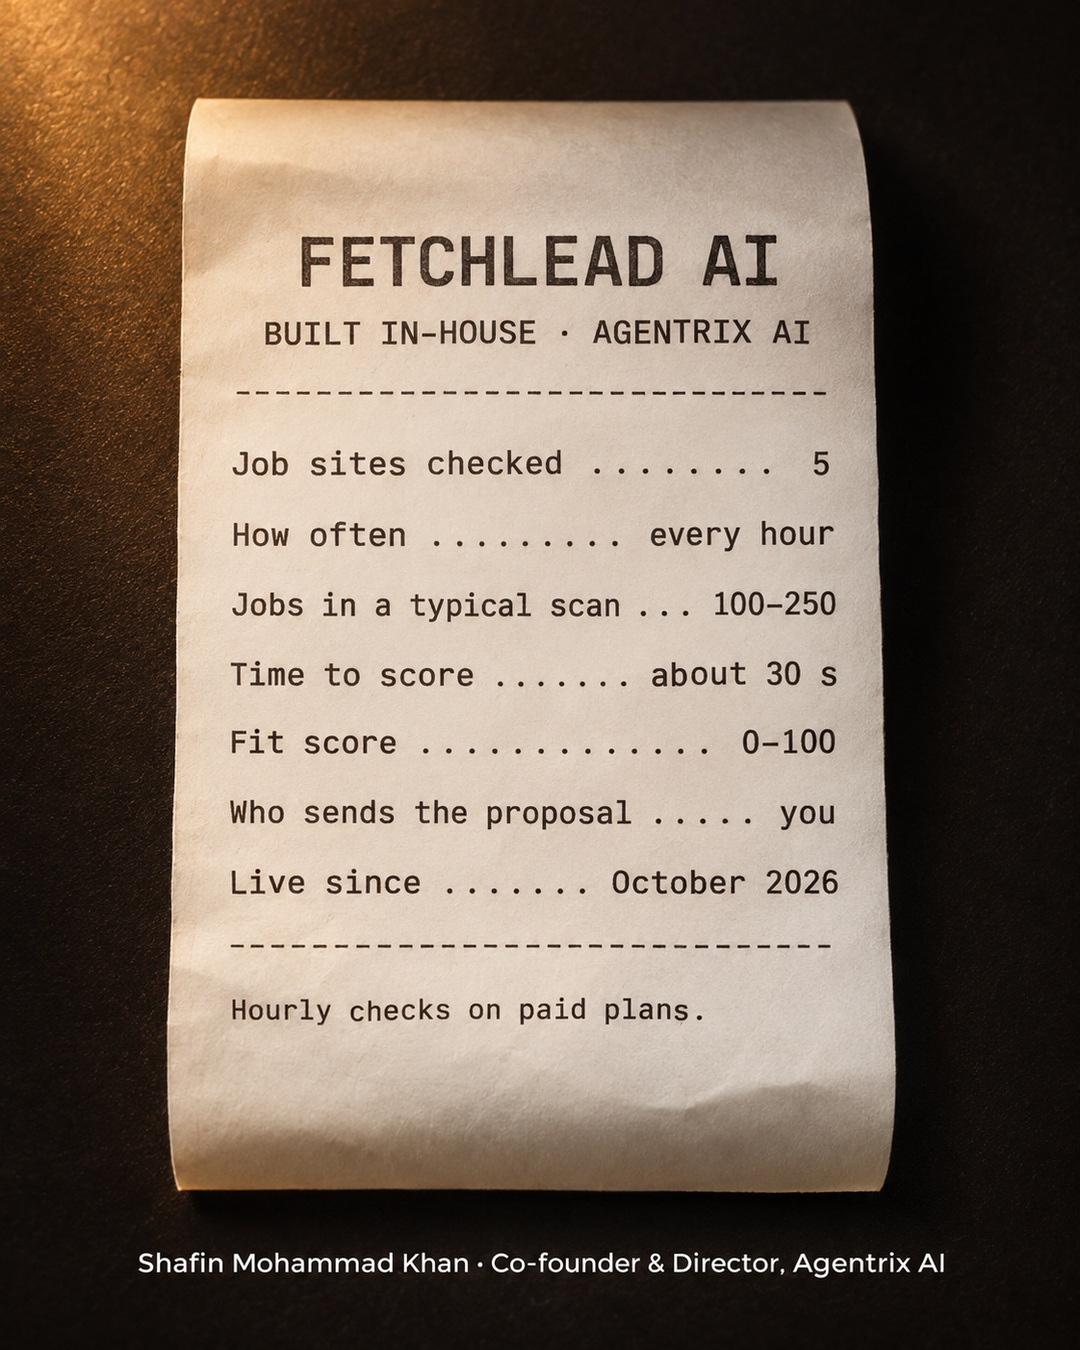 FETCHLEAD AI
BUILT IN-HOUSE · AGENTRIX AI
------------------------------
Job sites checked ........ 5
How often ......... every hour
Jobs in a typical scan ... 100–250
Time to score ....... about 30 s
Fit score ............. 0–100
Who sends the proposal ..... you
Live since ....... October 2026
------------------------------
Hourly checks on paid plans.
Shafin Mohammad Khan · Co-founder & Director, Agentrix AI